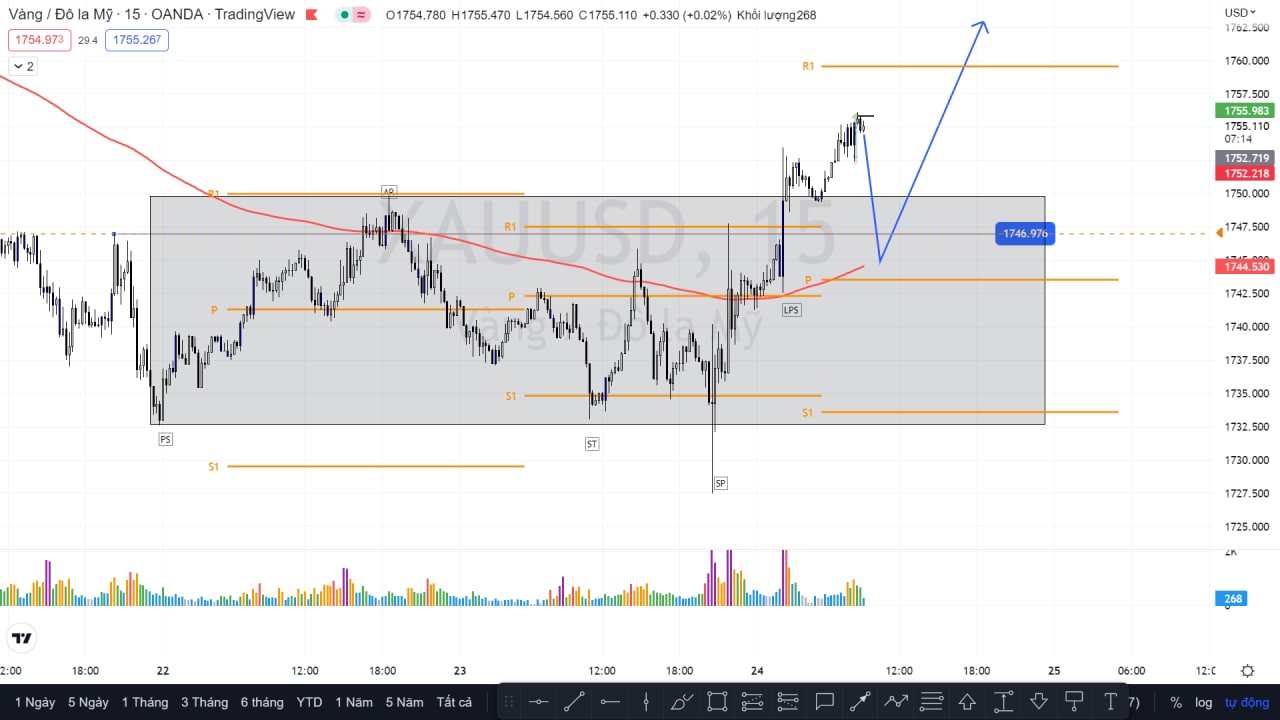 Vàng / Đô la Mỹ · 15 · OANDA · TradingView
O1754.780 H1755.470 L1754.560 C1755.110 +0.330 (+0.02%) Khối lượng268
USD
1754.973 29.4 1755.267
2
1762.500
1760.000
1757.500
1755.983
1755.110
07:14
1752.719
1752.218
1750.000
1747.500
1746.976
1745.000
1744.530
1742.500
1740.000
1737.500
1735.000
1732.500
1730.000
1727.500
1725.000
2K
268
0
XAUUSD, 15
Vàng / Đô la Mỹ
R1
R1
AR
R1
P
P
P
LPS
S1
S1
PS
ST
S1
SP
2:00 18:00 22 12:00 18:00 23 12:00 18:00 24 12:00 18:00 25 06:00 12:0
1 Ngày 5 Ngày 1 Tháng 3 Tháng 6 tháng YTD 1 Năm 5 Năm Tất cả
T
7) % log tự động